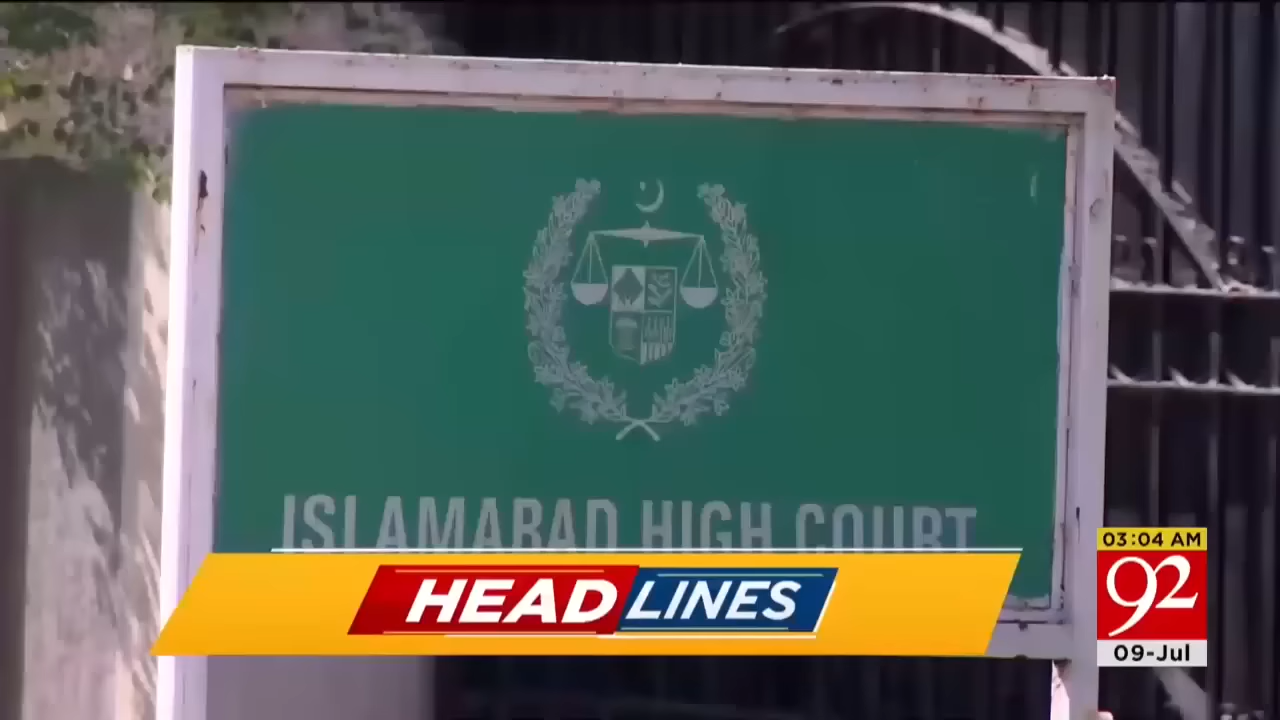 ISLAMABAD HIGH COURT
HEADLINES
03:04 AM
92
09-Jul